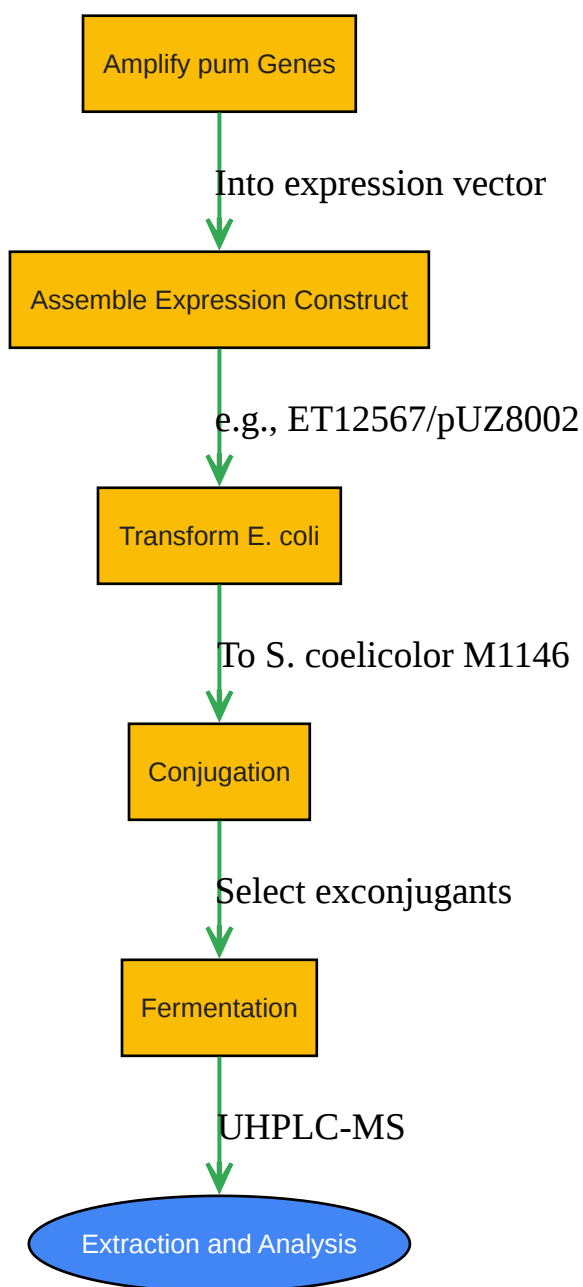 Amplify pum Genes
Into expression vector
Assemble Expression Construct
e.g., ET12567/pUZ8002
Transform E. coli
To S. coelicolor M1146
Conjugation
Select exconjugants
Fermentation
UHPLC-MS
Extraction and Analysis